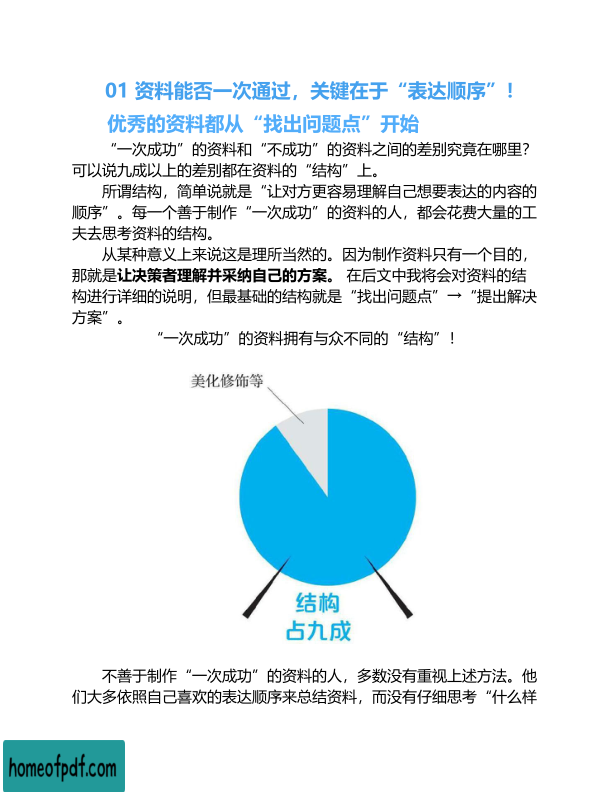 01 资料能否一次通过，关键在于“表达顺序”！
优秀的资料都从“找出问题点”开始
“一次成功”的资料和“不成功”的资料之间的差别究竟在哪里？
可以说九成以上的差别都在资料的“结构”上。
所谓结构，简单说就是“让对方更容易理解自己想要表达的内容的
顺序”。每一个善于制作“一次成功”的资料的人，都会花费大量的工
夫去思考资料的结构。
从某种意义上来说这是理所当然的。因为制作资料只有一个目的，
那就是让决策者理解并采纳自己的方案。 在后文中我将会对资料的结
构进行详细的说明，但最基础的结构就是“找出问题点”→“提出解决
方案”。
“一次成功”的资料拥有与众不同的“结构”！
美化修饰等
结构
占九成
不善于制作“一次成功”的资料的人，多数没有重视上述方法。他
们大多依照自己喜欢的表达顺序来总结资料，而没有仔细思考“什么样
homeofpdf.com